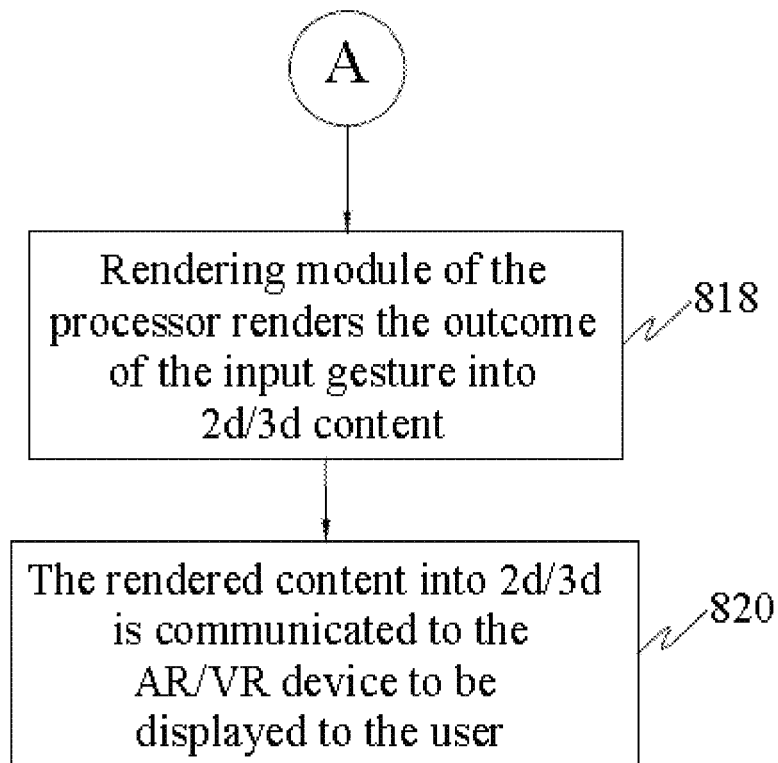 A
Rendering module of the
processor renders the outcome
of the input gesture into
2d/3d content
818
The rendered content into 2d/3d
is communicated to the
AR/VR device to be
displayed to the user
820